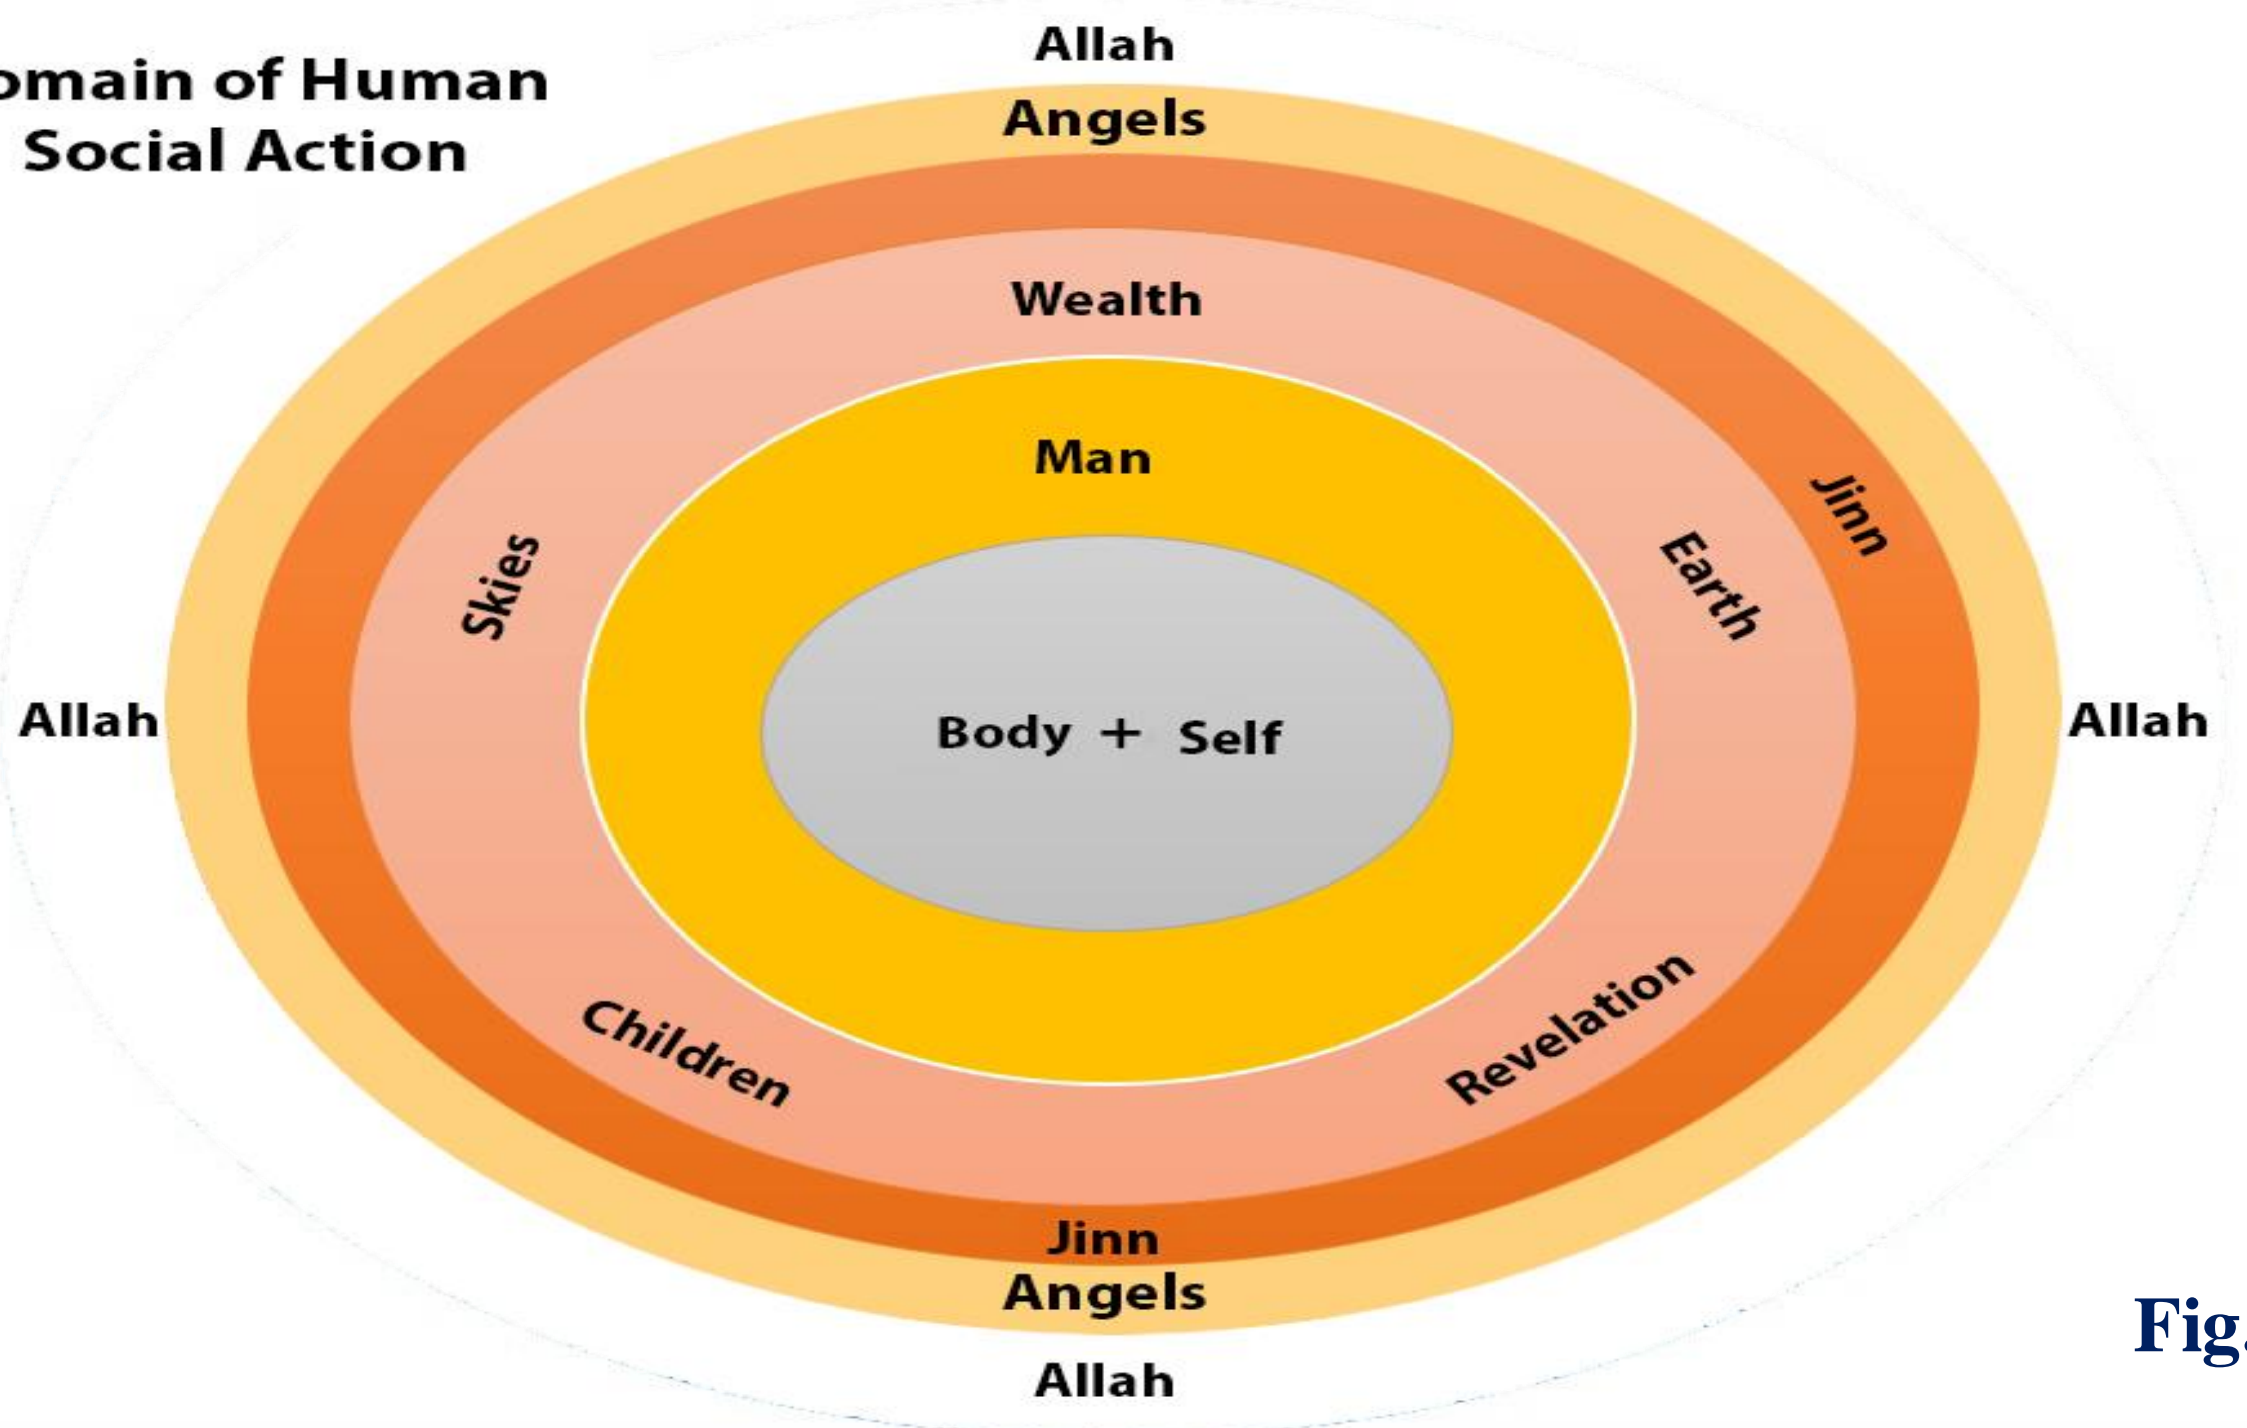 Allah
omain of Human
Social Action
Angels
Wealth
Man
Jinn
Skies
Earth
Allah
Body + Self
Allah
Children
Revelation
Jinn
Angels
Fig.
Allah